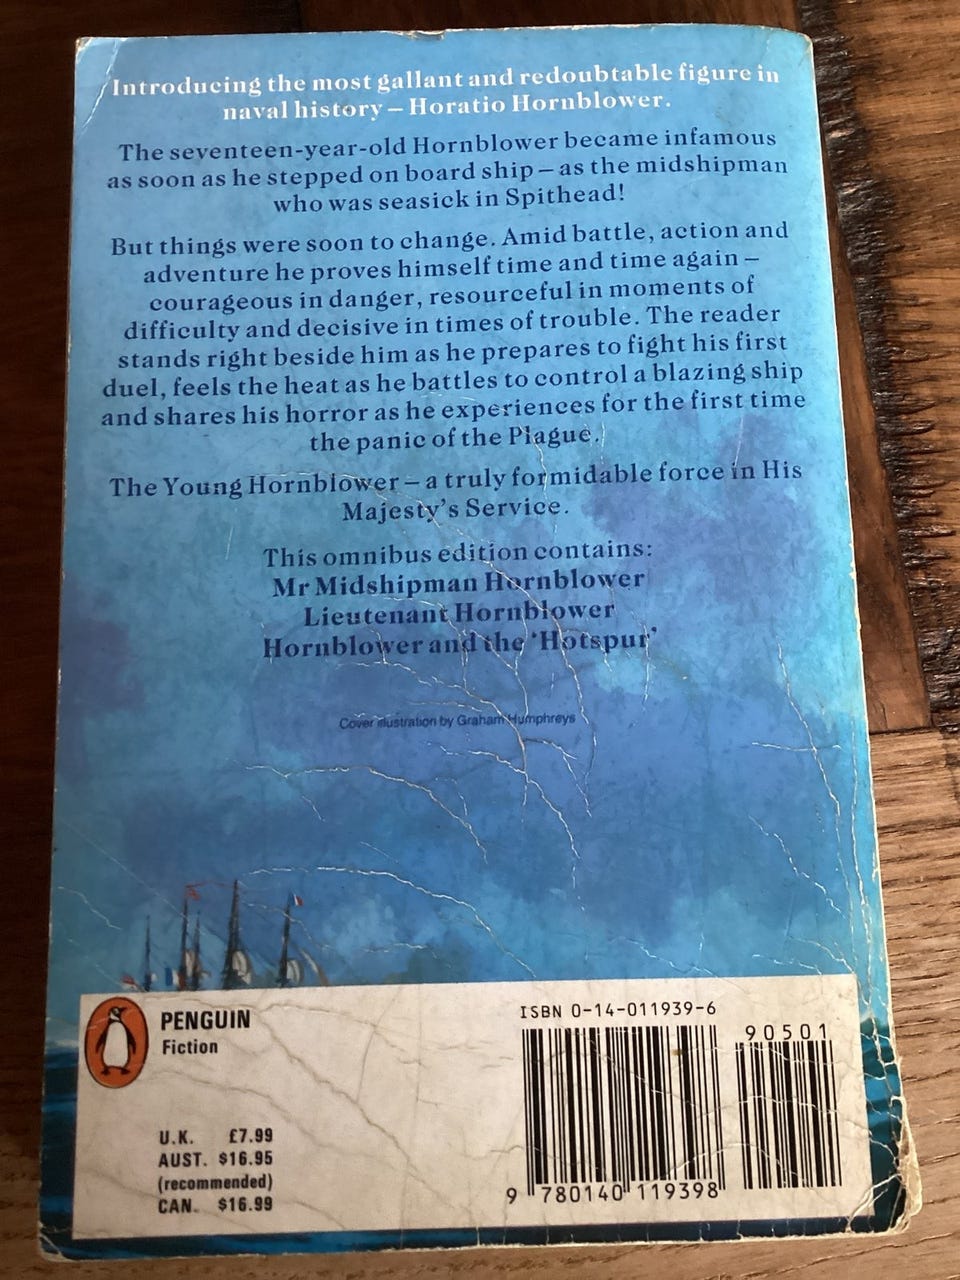 Introducing the most gallant and redoubtable figure in
naval history – Horatio Hornblower.
The seventeen-year-old Hornblower became infamous
as soon as he stepped on board ship – as the midshipman
who was seasick in Spithead!
But things were soon to change. Amid battle, action and
adventure he proves himself time and time again –
courageous in danger, resourceful in moments of
difficulty and decisive in times of trouble. The reader
stands right beside him as he prepares to fight his first
duel, feels the heat as he battles to control a blazing ship
and shares his horror as he experiences for the first time
the panic of the Plague.
The Young Hornblower – a truly formidable force in His
Majesty's Service.
This omnibus edition contains:
Mr Midshipman Hornblower
Lieutenant Hornblower
Hornblower and the 'Hotspur'
Cover illustration by Graham Humphreys
PENGUIN
Fiction
U.K. £7.99
AUST. $16.95
(recommended)
CAN. $16.99
ISBN 0-14-011939-6
90501
9 780140 119398